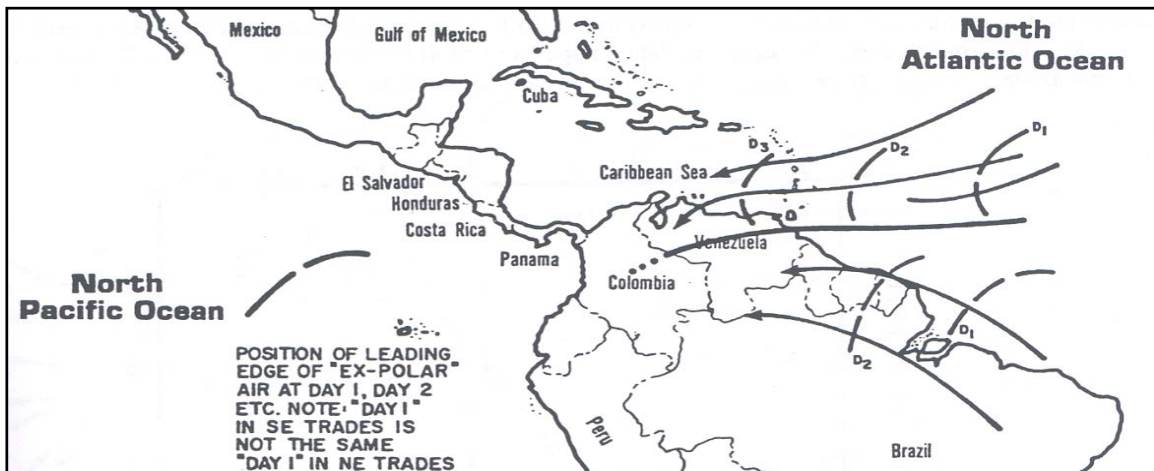 Mexico
Gulf of Mexico
North
Atlantic Ocean
Cuba
D1
D3
D2
Caribbean Sea
El Salvador
Honduras
Costa Rica
Panama
Venezuela
North
Pacific Ocean
Colombia
D1
D2
POSITION OF LEADING
EDGE OF "EX-POLAR"
AIR AT DAY 1, DAY 2
ETC. NOTE: "DAY 1"
IN SE TRADES IS
NOT THE SAME
"DAY 1" IN NE TRADES
Peru
Brazil